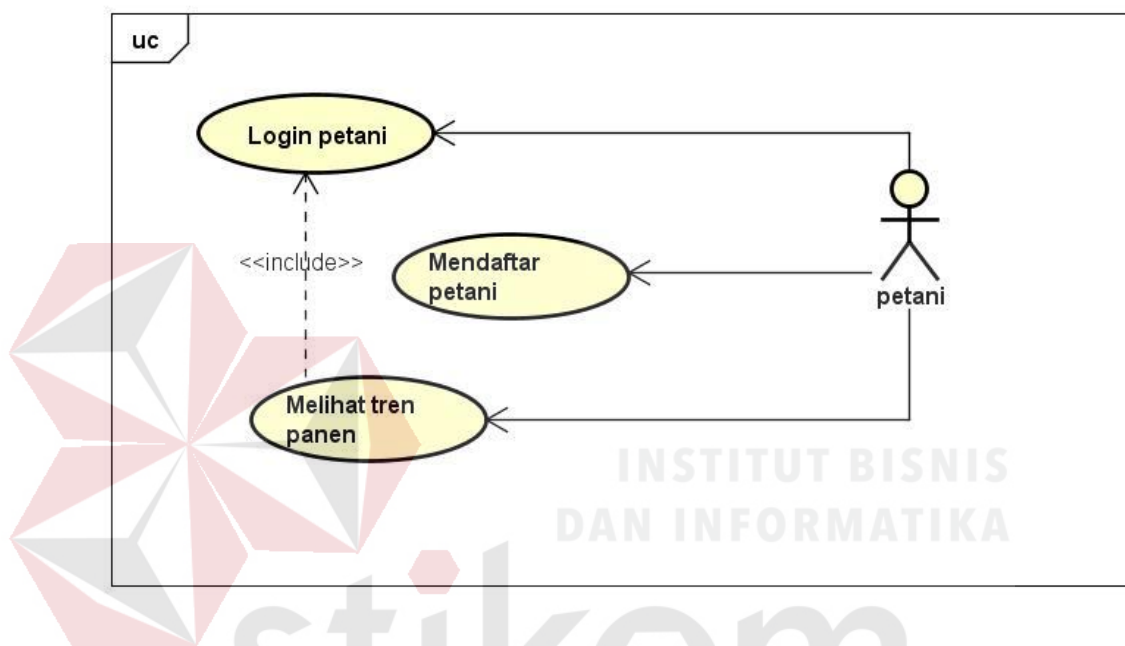 uc
Login petani
<<include>>
Mendaftar
petani
petani
Melihat tren
panen
INSTITUT BISNIS
DAN INFORMATIKA
stikom